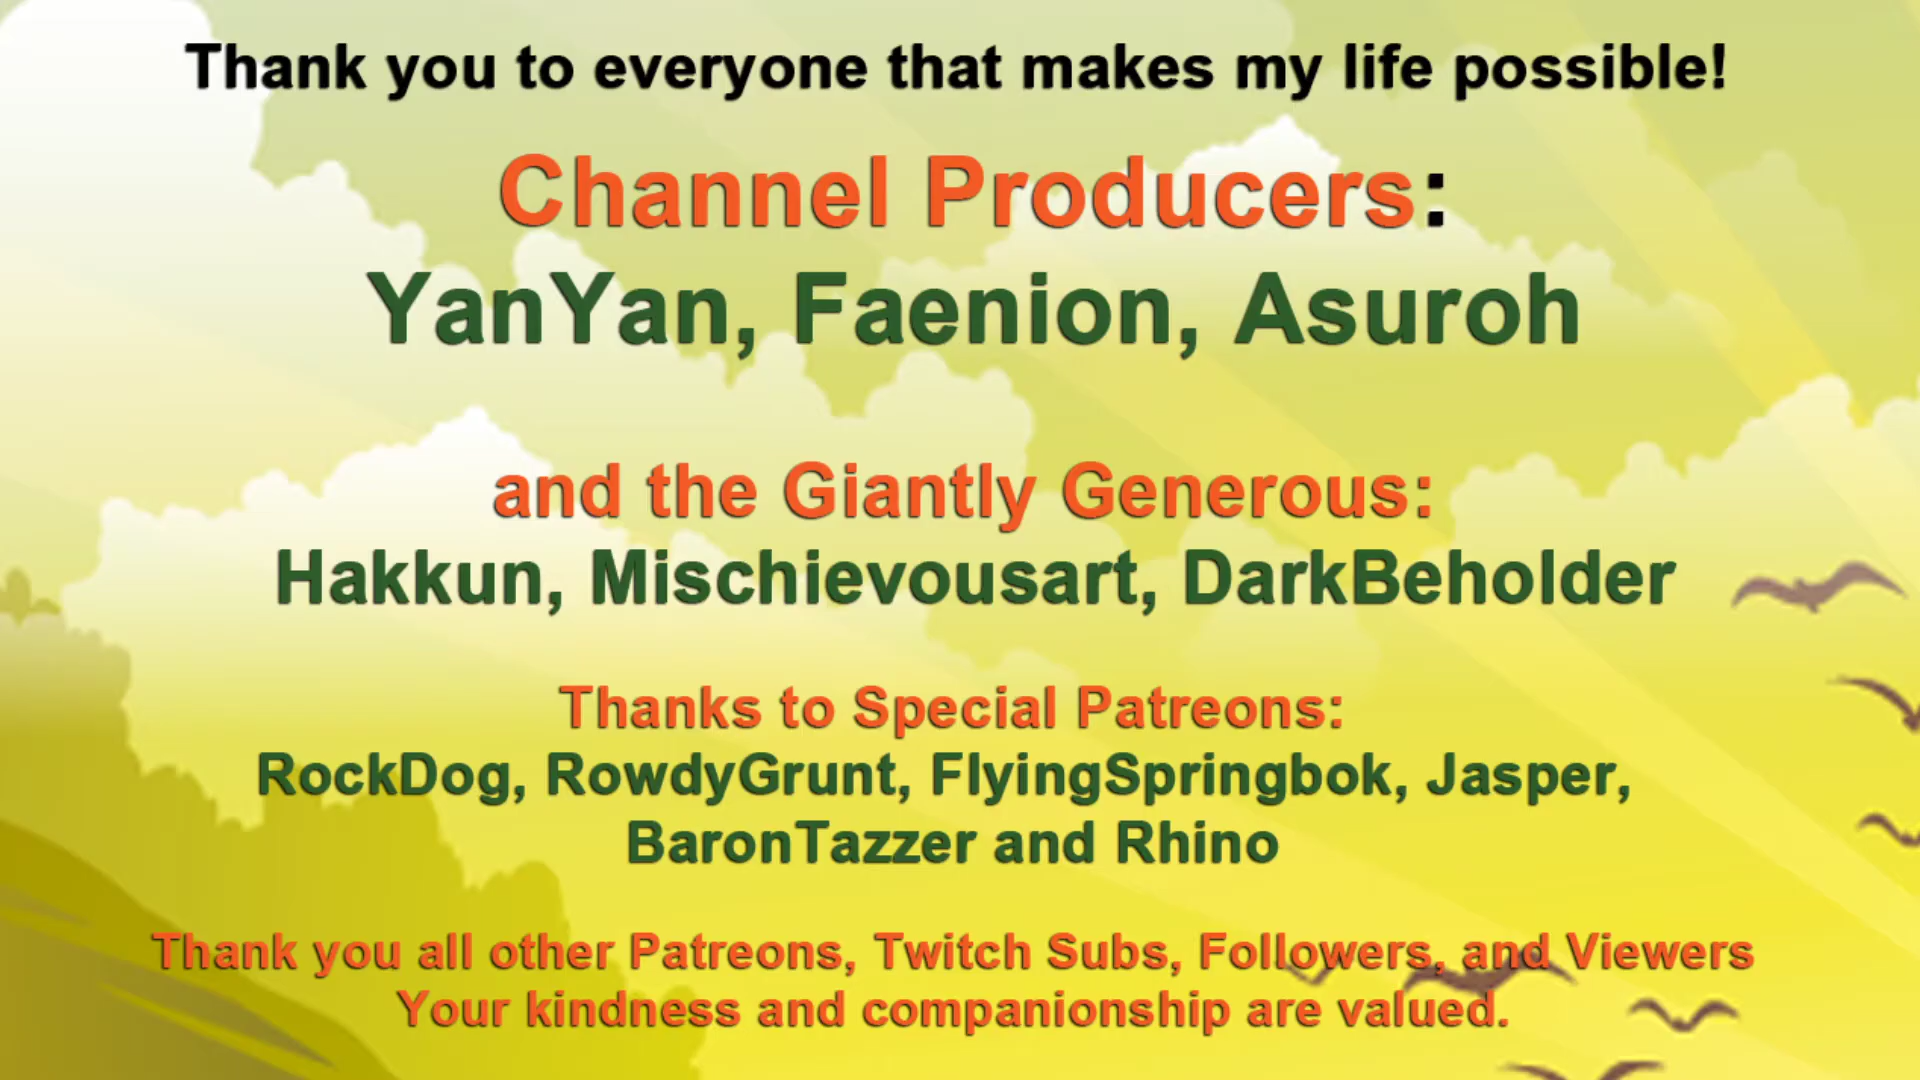 Thank you to everyone that makes my life possible!
Channel Producers:
YanYan, Faenion, Asuroh
and the Giantly Generous:
Hakkun, Mischievousart, DarkBeholder
Thanks to Special Patreons:
RockDog, RowdyGrunt, FlyingSpringbok, Jasper,
BaronTazzer and Rhino
Thank you all other Patreons, Twitch Subs, Followers, and Viewers
Your kindness and companionship are valued.